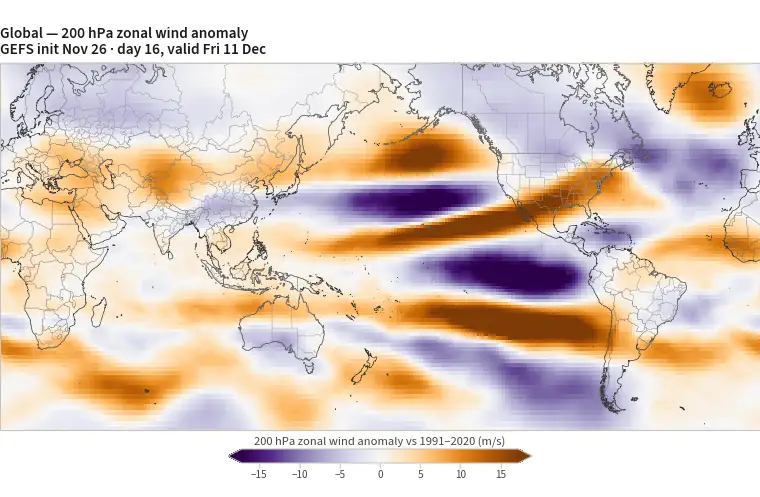 Global — 200 hPa zonal wind anomaly
GEFS init Nov 26 · day 16, valid Fri 11 Dec
200 hPa zonal wind anomaly vs 1991–2020 (m/s)
−15 −10 −5 0 5 10 15